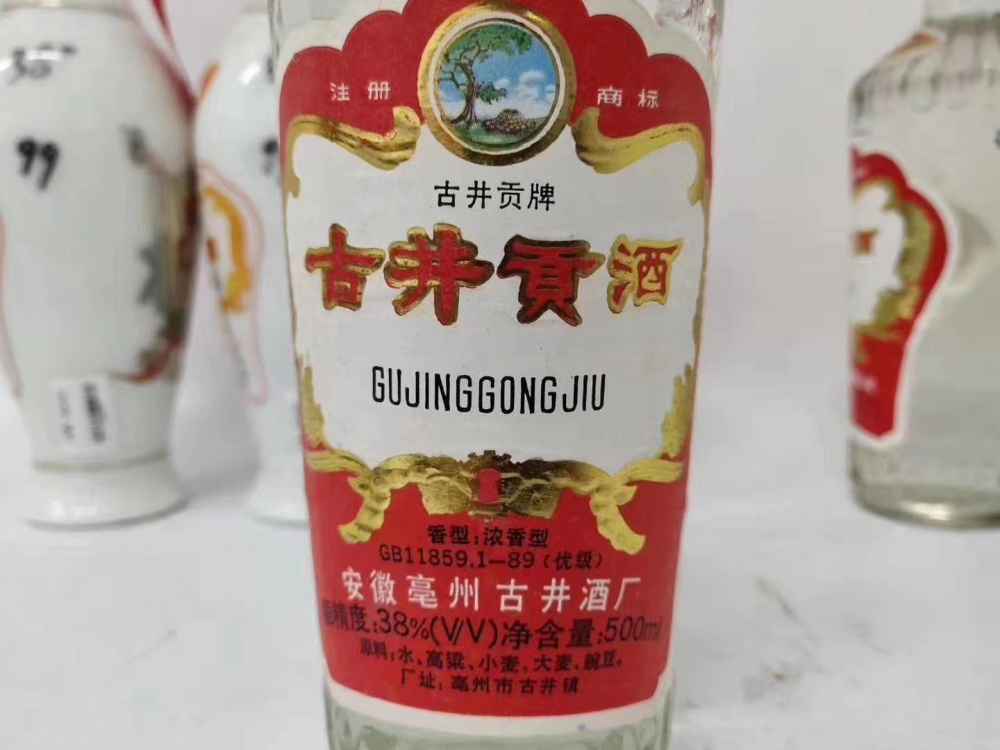 注册 商标
古井贡牌
古井贡酒
GUJINGGONGJIU
香型:浓香型
GB11859.1—89(优级)
安徽亳州古井酒厂
酒精度:38%(V/V)净含量:500ml
原料:水、高粱、小麦、大麦、豌豆。
厂址:亳州市古井镇
99